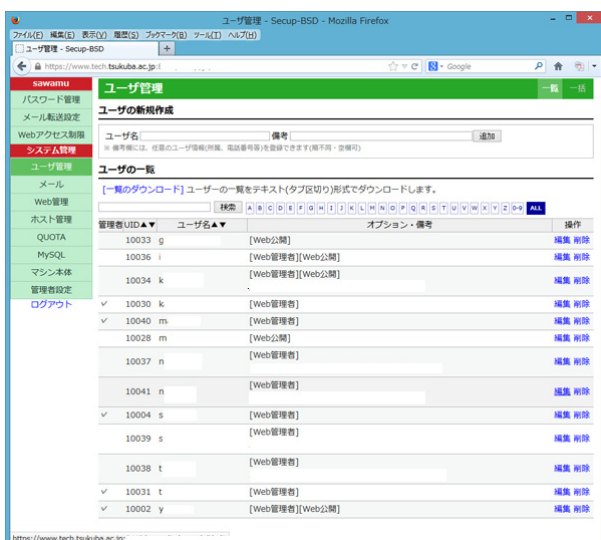 ユーザ管理 - Secup-BSD - Mozilla Firefox
ファイル(F) 編集(E) 表示(V) 履歴(S) ブックマーク(B) ツール(T) ヘルプ(H)
ユーザ管理 - Secup-BSD +
https://www.tech.tsukuba.ac.jp: Google
sawamu
パスワード管理
メール転送設定
Webアクセス制限
システム管理
ユーザ管理
メール
Web管理
ホスト管理
QUOTA
MySQL
マシン本体
管理者設定
ログアウト
ユーザ管理 一覧 一括
ユーザの新規作成
ユーザ名 備考 追加
※ 備考欄には、任意のユーザ情報(所属、電話番号等)を登録できます(順不同・空欄可)
ユーザの一覧
[一覧のダウンロード] ユーザーの一覧をテキスト(タブ区切り)形式でダウンロードします。
検索 A B C D E F G H I J K L M N O P Q R S T U V W X Y Z 0-9 ALL
管理者 UID▲▼ ユーザ名▲▼ オプション・備考 操作
10033 g [Web公開] 編集 削除
10036 i [Web管理者][Web公開] 編集 削除
10034 k [Web管理者][Web公開] 編集 削除
✓ 10030 k [Web管理者] 編集 削除
✓ 10040 m [Web管理者] 編集 削除
10028 m [Web公開] 編集 削除
10037 n [Web管理者] 編集 削除
10041 n [Web管理者] 編集 削除
✓ 10004 s [Web管理者] 編集 削除
10039 s [Web管理者] 編集 削除
10038 t [Web管理者] 編集 削除
✓ 10031 t [Web管理者] 編集 削除
✓ 10002 y [Web管理者][Web公開] 編集 削除
https://www.tech.tsukuba.ac.jp: